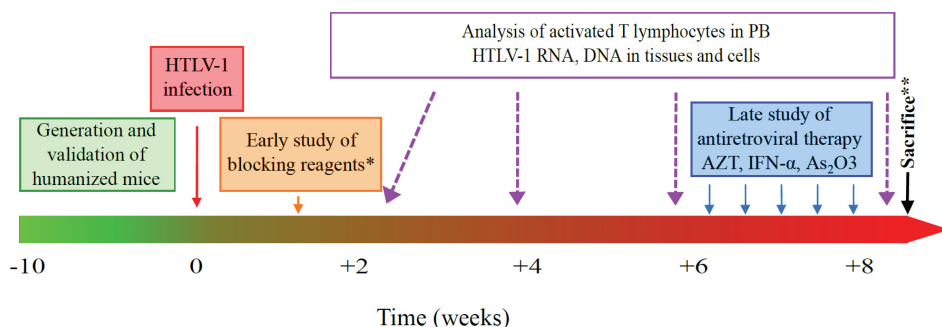 Analysis of activated T lymphocytes in PB
HTLV-1 RNA, DNA in tissues and cells
HTLV-1
infection
Generation and
validation of
humanized mice
Early study of
blocking reagents*
Late study of
antiretroviral therapy
AZT, IFN-α, As₂O3
Sacrifice**
-10 0 +2 +4 +6 +8
Time (weeks)